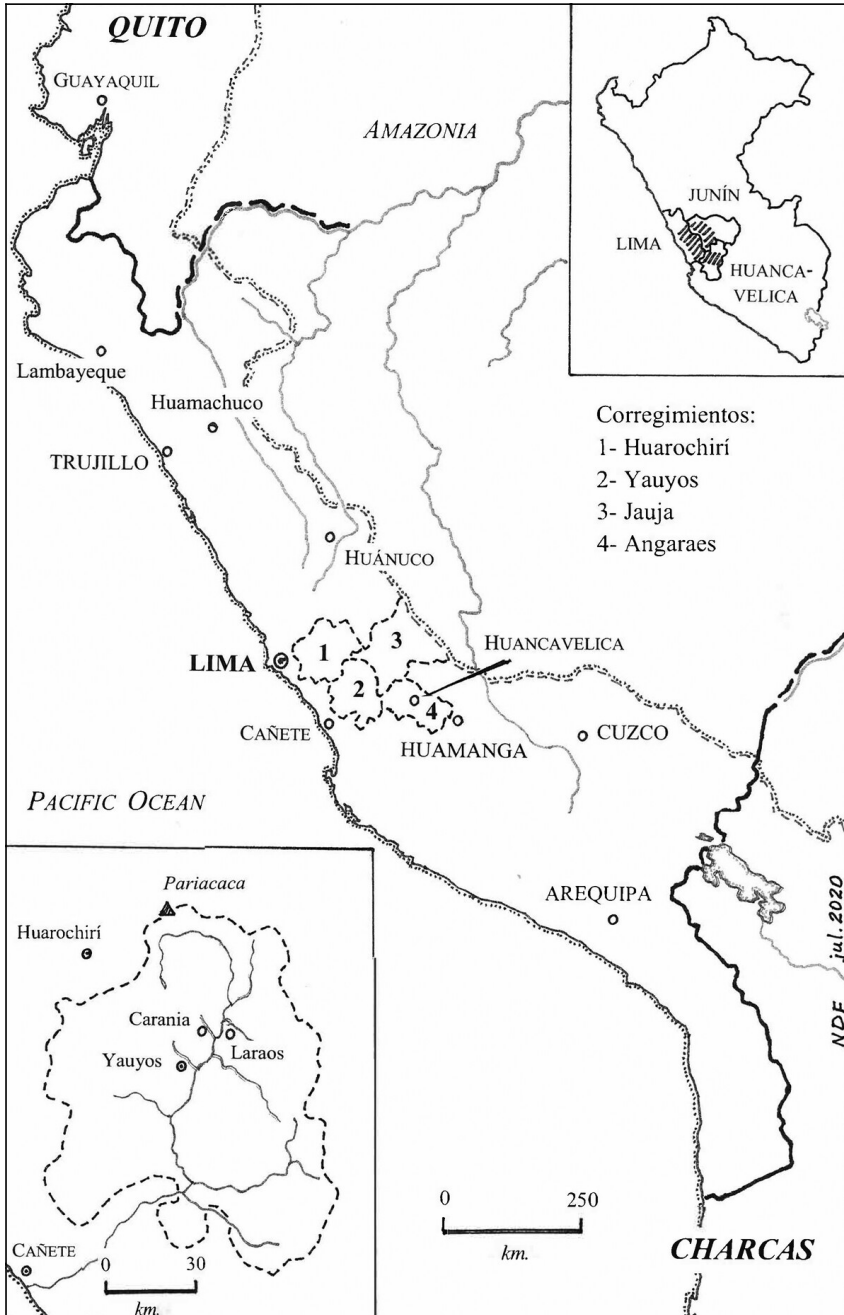 QUITO
GUAYAQUIL
AMAZONIA
JUNÍN
LIMA
HUANCA-
VELICA
Lambayeque
Huamachuco
TRUJILLO
Corregimientos:
1- Huarochirí
2- Yauyos
3- Jauja
4- Angaraes
HUÁNUCO
LIMA
1
3
2
4
HUANCAVELICA
CAÑETE
HUAMANGA
CUZCO
PACIFIC OCEAN
AREQUIPA
NDF jul.2020
Pariacaca
Huarochirí
Carania
Laraos
Yauyos
CAÑETE
0 30
km.
0 250
km.
CHARCAS